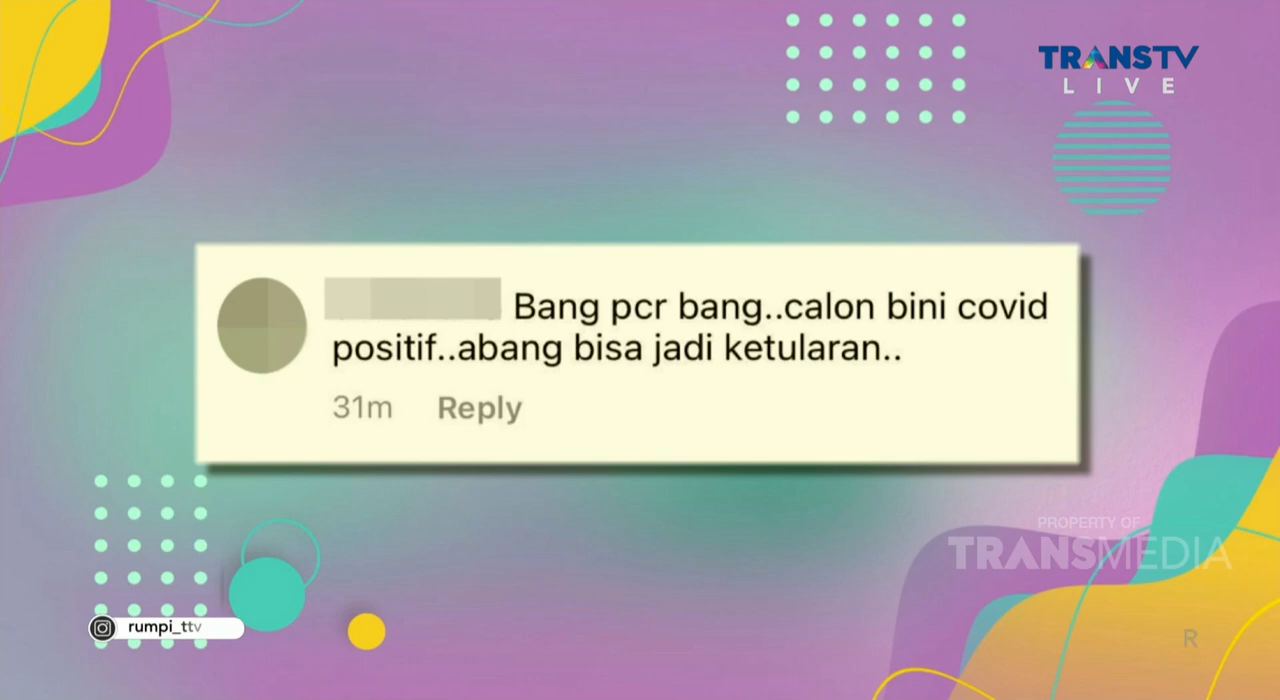 TRANSTV
LIVE
Bang pcr bang..calon bini covid
positif..abang bisa jadi ketularan..
31m Reply
PROPERTY OF
TRANSMEDIA
rumpi_ttv
R